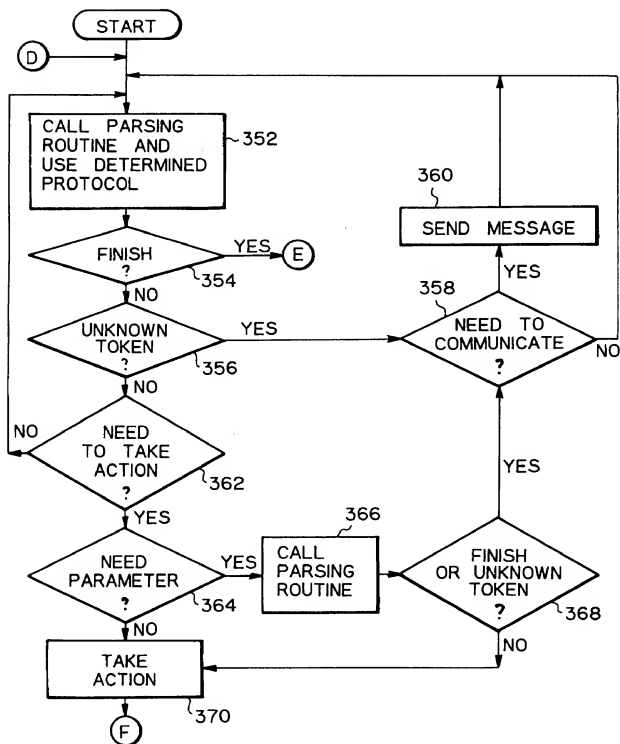 START
D
CALL PARSING
ROUTINE AND
USE DETERMINED
PROTOCOL
352
360
SEND MESSAGE
FINISH
?
354
YES
E
NO
YES
358
UNKNOWN
TOKEN
?
356
YES
NEED TO
COMMUNICATE
?
NO
NO
NO
NEED
TO TAKE
ACTION
?
362
YES
YES
366
NEED
PARAMETER
?
364
YES
CALL
PARSING
ROUTINE
FINISH
OR UNKNOWN
TOKEN
?
368
NO
NO
TAKE
ACTION
370
F